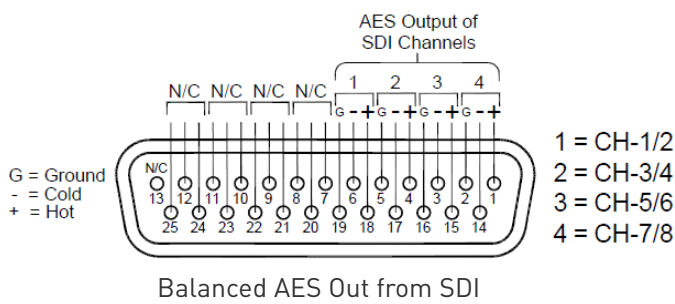 AES Output of
SDI Channels
N/C N/C N/C N/C 1 2 3 4
G - + G - + G - + G - +
G = Ground
- = Cold
+ = Hot
N/C
13 12 11 10 9 8 7 6 5 4 3 2 1
25 24 23 22 21 20 19 18 17 16 15 14
1 = CH-1/2
2 = CH-3/4
3 = CH-5/6
4 = CH-7/8
Balanced AES Out from SDI